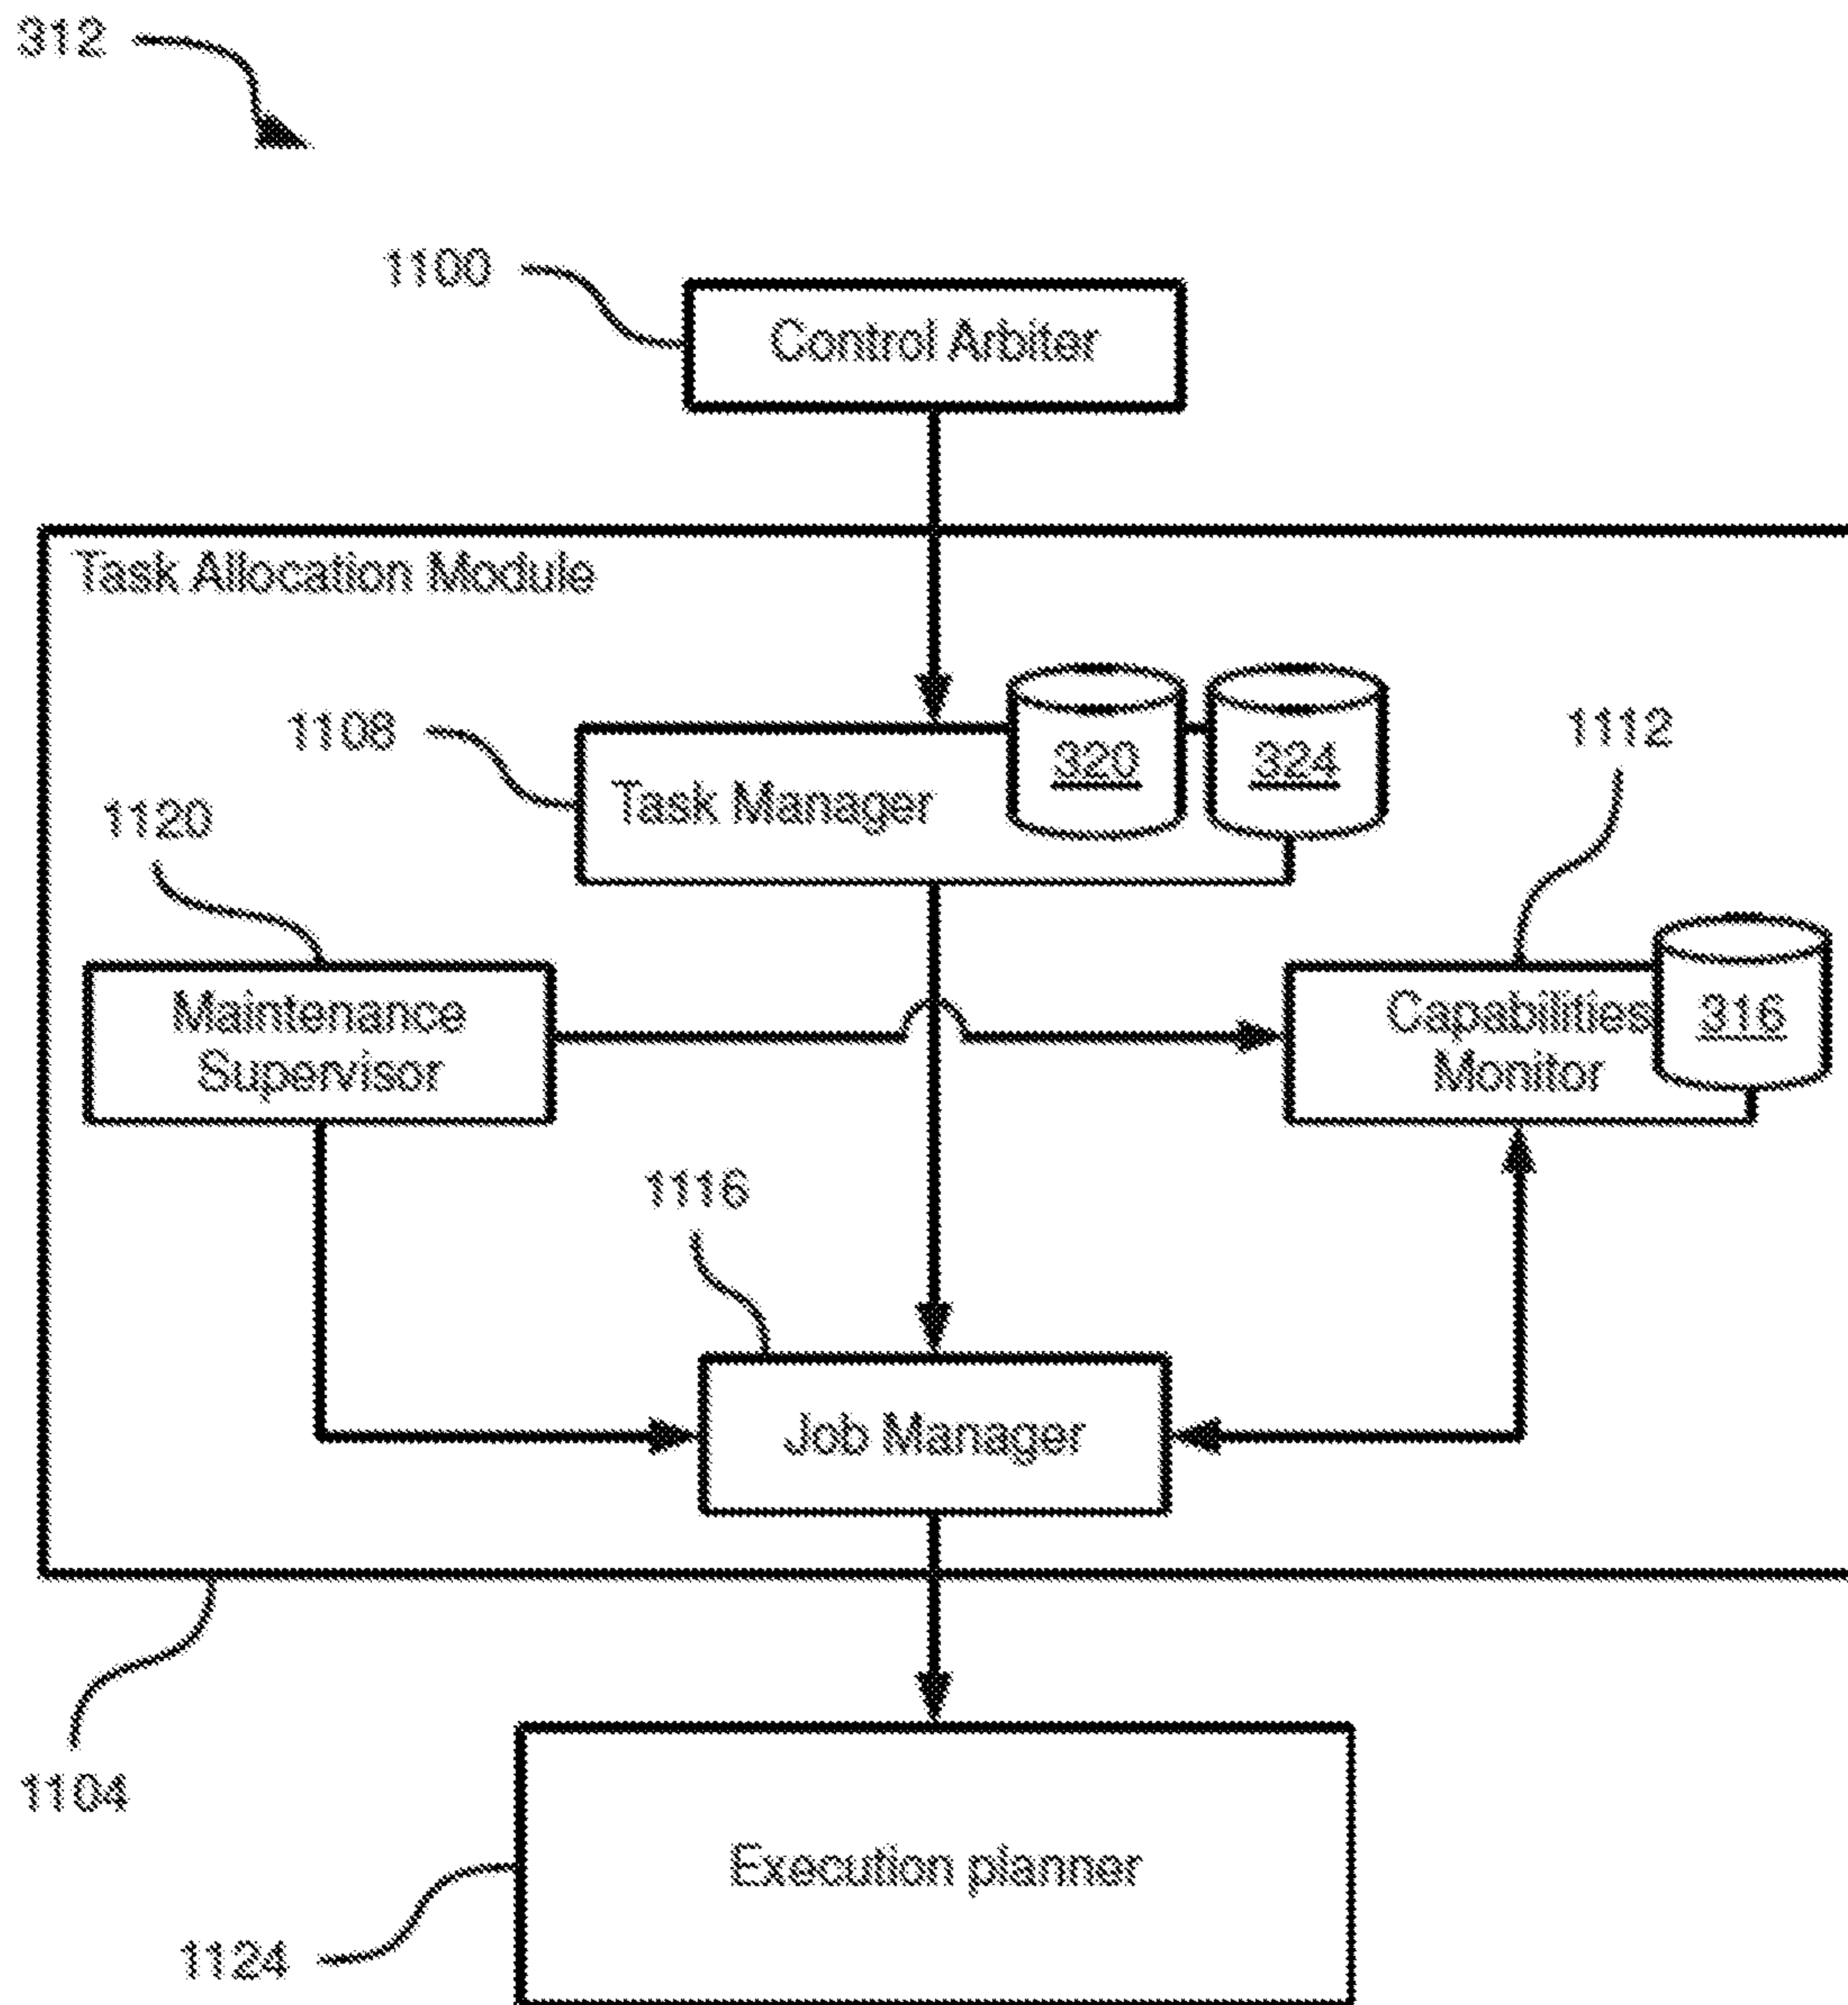 312
1100
Control Arbiter
Task Allocation Module
1108
Task Manager
320
324
1112
1120
Maintenance
Supervisor
Capabilities
Monitor
316
1116
Job Manager
1104
Execution planner
1124